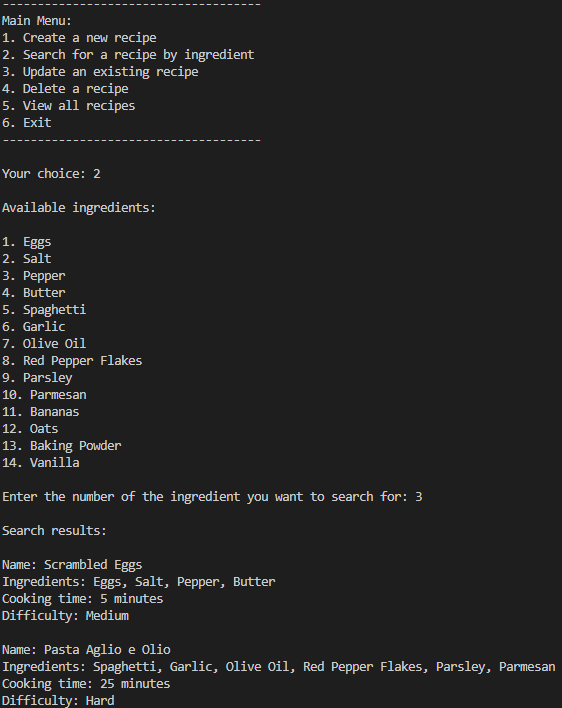 -------------------------------------
Main Menu:
1. Create a new recipe
2. Search for a recipe by ingredient
3. Update an existing recipe
4. Delete a recipe
5. View all recipes
6. Exit
-------------------------------------
Your choice: 2
Available ingredients:
1. Eggs
2. Salt
3. Pepper
4. Butter
5. Spaghetti
6. Garlic
7. Olive Oil
8. Red Pepper Flakes
9. Parsley
10. Parmesan
11. Bananas
12. Oats
13. Baking Powder
14. Vanilla
Enter the number of the ingredient you want to search for: 3
Search results:
Name: Scrambled Eggs
Ingredients: Eggs, Salt, Pepper, Butter
Cooking time: 5 minutes
Difficulty: Medium
Name: Pasta Aglio e Olio
Ingredients: Spaghetti, Garlic, Olive Oil, Red Pepper Flakes, Parsley, Parmesan
Cooking time: 25 minutes
Difficulty: Hard